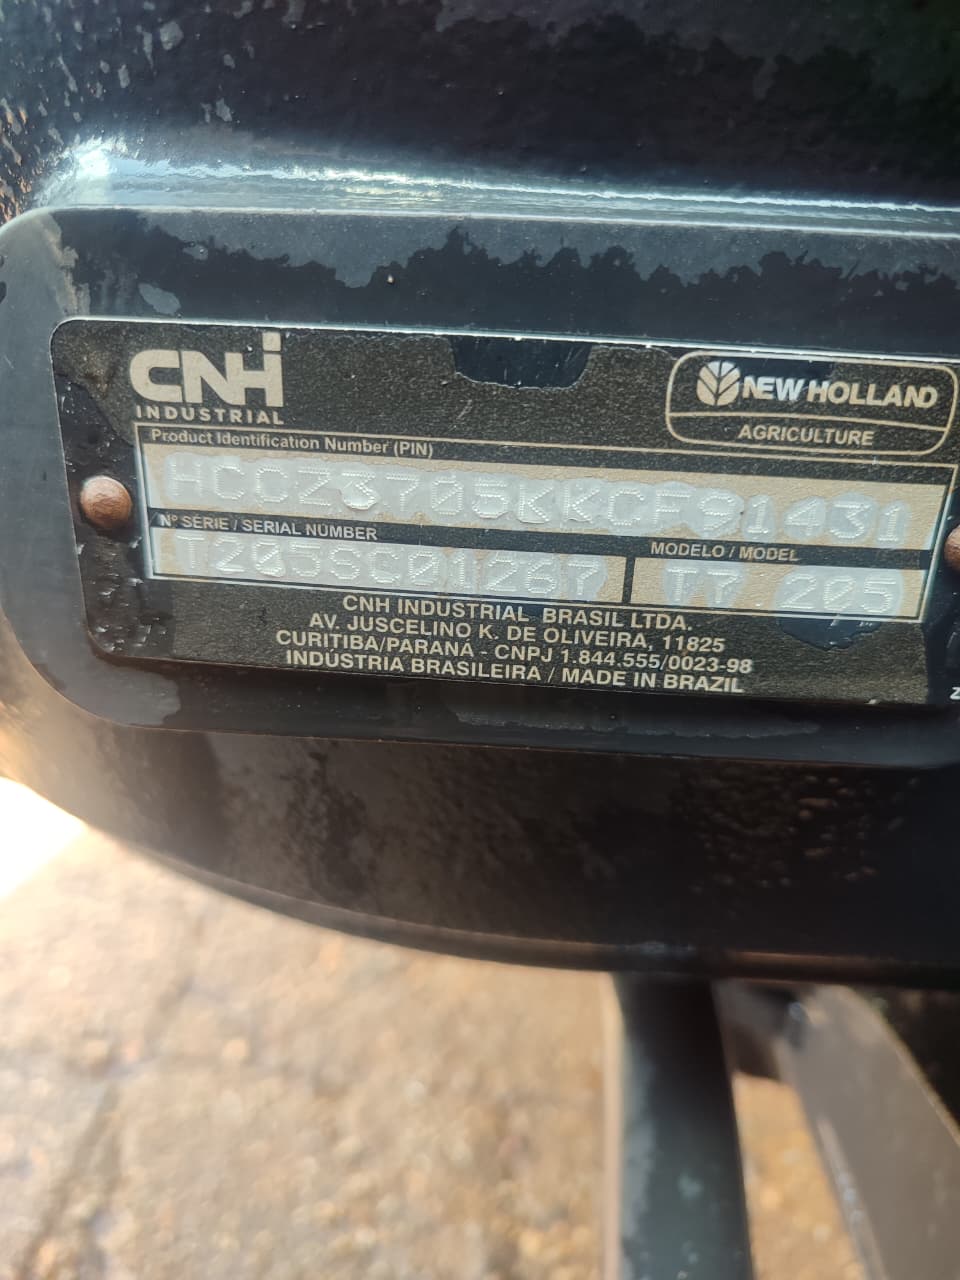 CNH
INDUSTRIAL
NEW HOLLAND
AGRICULTURE
Product Identification Number (PIN)
HCCZ3705KKCF91431
Nº SÉRIE / SERIAL NÚMBER
MODELO / MODEL
T205SC01267
T7.205
CNH INDUSTRIAL BRASIL LTDA.
AV. JUSCELINO K. DE OLIVEIRA, 11825
CURITIBA/PARANÁ - CNPJ 1.844.555/0023-98
INDÚSTRIA BRASILEIRA / MADE IN BRAZIL